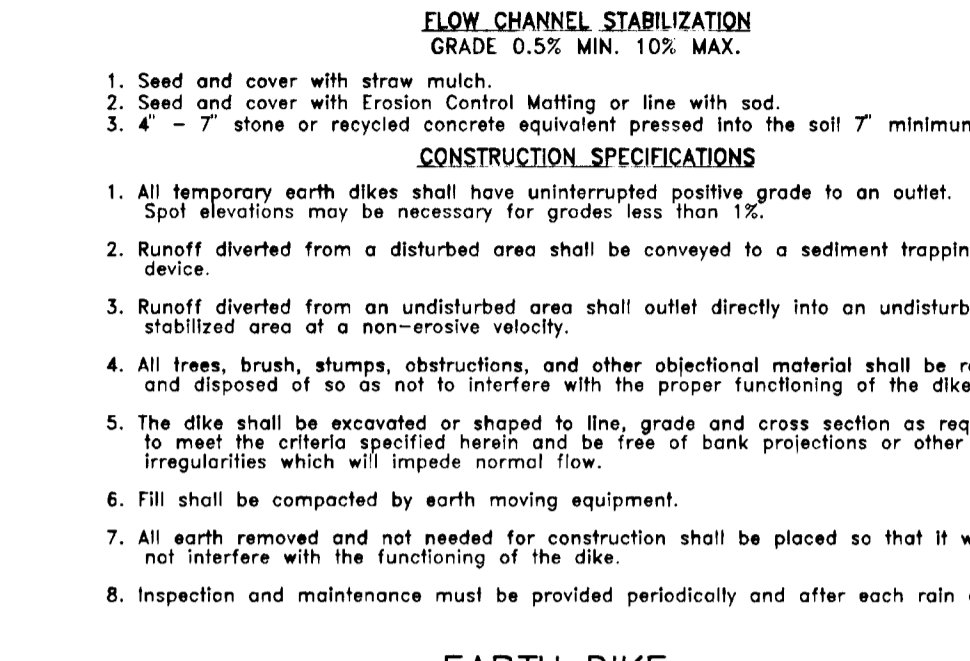 FLOW CHANNEL STABILIZATION
GRADE 0.5% MIN. 10% MAX.
1. Seed and cover with straw mulch.
2. Seed and cover with Erosion Control Matting or line with sod.
3. 4" - 7" stone or recycled concrete equivalent pressed into the soil 7" minimum
CONSTRUCTION SPECIFICATIONS
1. All temporary earth dikes shall have uninterrupted positive grade to an outlet.
Spot elevations may be necessary for grades less than 1%.
2. Runoff diverted from a disturbed area shall be conveyed to a sediment trappin
device.
3. Runoff diverted from an undisturbed area shall outlet directly into an undisturb
stabilized area at a non-erosive velocity.
4. All trees, brush, stumps, obstructions, and other objectional material shall be r
and disposed of so as not to interfere with the proper functioning of the dike
5. The dike shall be excavated or shaped to line, grade and cross section as req
to meet the criteria specified herein and be free of bank projections or other
irregularities which will impede normal flow.
6. Fill shall be compacted by earth moving equipment.
7. All earth removed and not needed for construction shall be placed so that it w
not interfere with the functioning of the dike.
8. Inspection and maintenance must be provided periodically and after each rain
EARTH DIKE